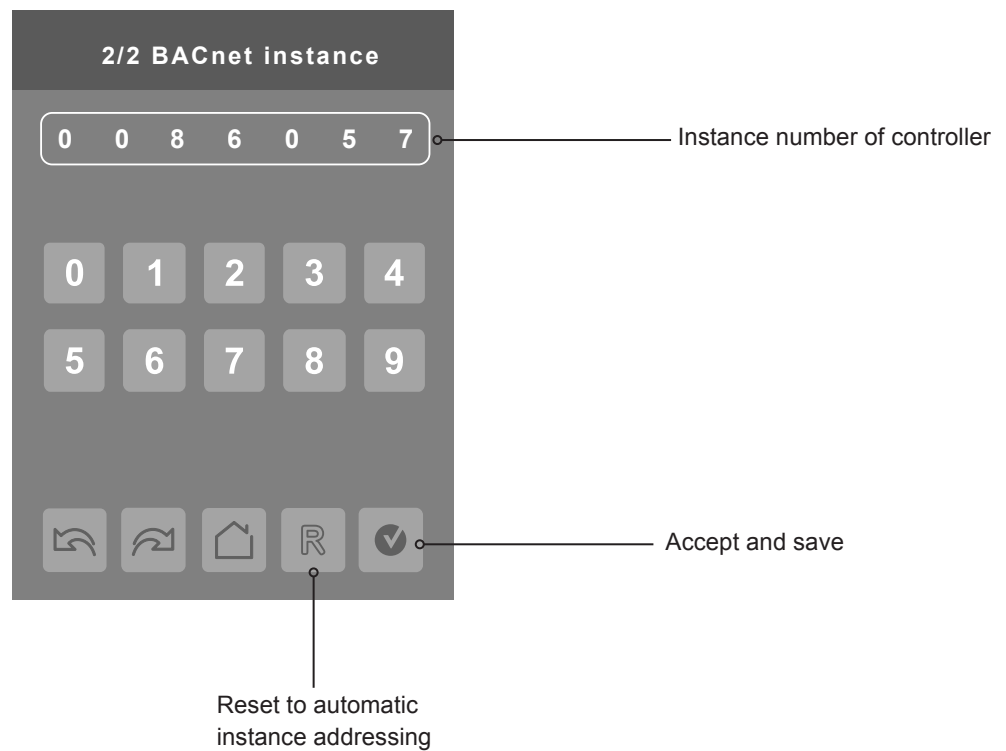 2/2 BACnet instance
0 0 8 6 0 5 7
Instance number of controller
0 1 2 3 4
5 6 7 8 9
R
Accept and save
Reset to automatic
instance addressing